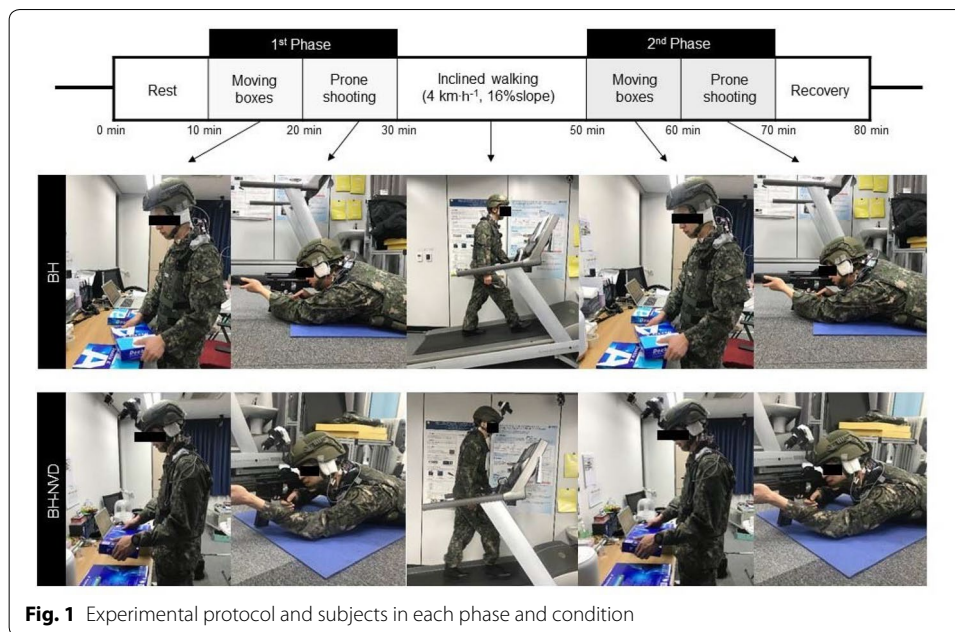 1st Phase
2nd Phase
Rest
Moving
boxes
Prone
shooting
Inclined walking
(4 km·h-1, 16%slope)
Moving
boxes
Prone
shooting
Recovery
0 min
10 min
20 min
30 min
50 min
60 min
70 min
80 min
BH
BH-NVD
Fig. 1 Experimental protocol and subjects in each phase and condition